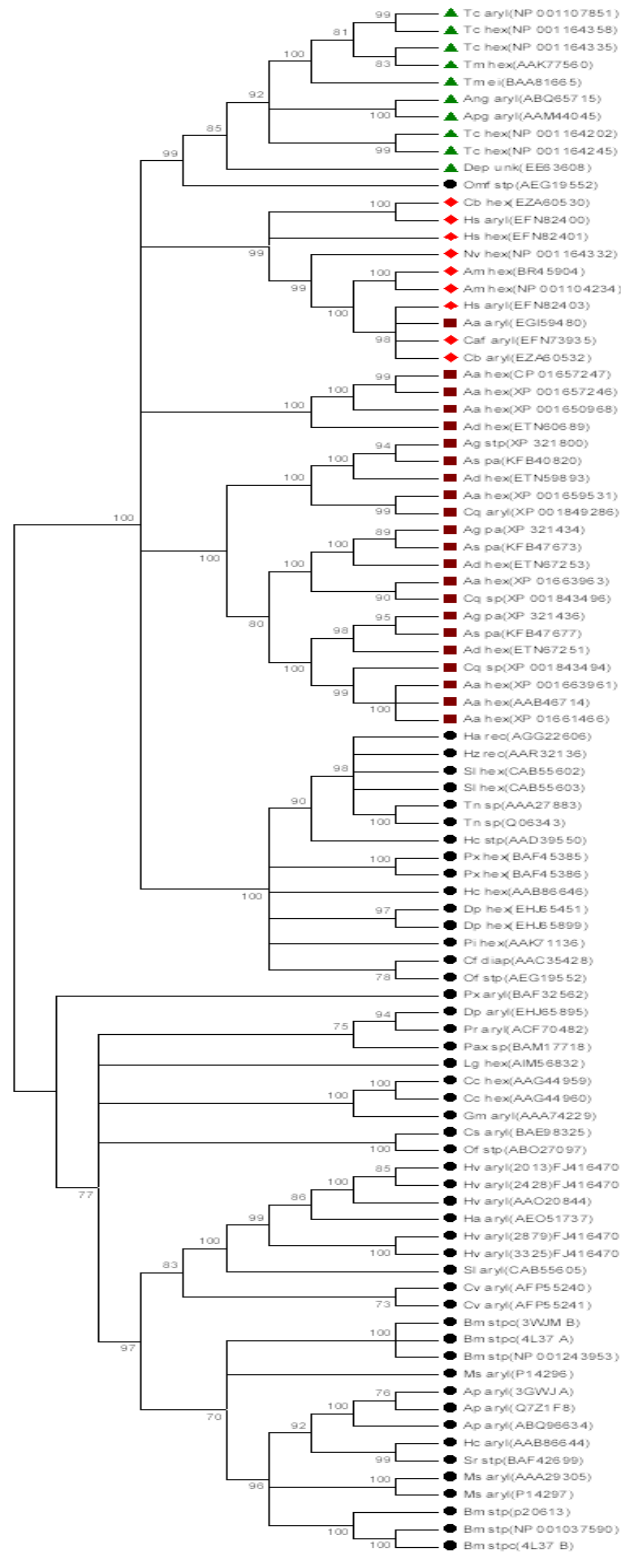 Tc aryl(NP 001107851)
Tc hex(NP 001164358)
Tc hex(NP 001164335)
Tm hex(AAK77560)
Tm ei(BAA81665)
Ang aryl(ABQ65715)
Apg aryl(AAM44045)
Tc hex(NP 001164202)
Tc hex(NP 001164245)
Dep unk(EE63608)
Omf stp(AEG19552)
Cb hex(EZA60530)
Hs aryl(EFN82400)
Hs hex(EFN82401)
Nv hex(NP 001164332)
Am hex(BR45904)
Am hex(NP 001104234)
Hs aryl(EFN82403)
Aa aryl(EGI59480)
Caf aryl(EFN73935)
Cb aryl(EZA60532)
Aa hex(CP 01657247)
Aa hex(XP 001657246)
Aa hex(XP 001650968)
Ad hex(ETN60689)
Ag stp(XP 321800)
As pa(KFB40820)
Ad hex(ETN59893)
Aa hex(XP 001659531)
Cq aryl(XP 001849286)
Ag pa(XP 321434)
As pa(KFB47673)
Ad hex(ETN67253)
Aa hex(XP 01663963)
Cq sp(XP 001843496)
Ag pa(XP 321436)
As pa(KFB47677)
Ad hex(ETN67251)
Cq sp(XP 001843494)
Aa hex(XP 001663961)
Aa hex(AAB46714)
Aa hex(XP 01661466)
Ha rec(AGG22606)
Hz rec(AAR32136)
Sl hex(CAB55602)
Sl hex(CAB55603)
Tn sp(AAA27883)
Tn sp(Q06343)
Hc stp(AAD39550)
Px hex(BAF45385)
Px hex(BAF45386)
Hc hex(AAB86646)
Dp hex(EHJ65451)
Dp hex(EHJ65899)
Pi hex(AAK71136)
Cf diap(AAC35428)
Of stp(AEG19552)
Px aryl(BAF32562)
Dp aryl(EHJ65895)
Pr aryl(ACF70482)
Pax sp(BAM17718)
Lg hex(AIM56832)
Cc hex(AAG44959)
Cc hex(AAG44960)
Gm aryl(AAA74229)
Cs aryl(BAE98325)
Of stp(ABO27097)
Hv aryl(2013)FJ416470
Hv aryl(2428)FJ416470
Hv aryl(AAO20844)
Ha aryl(AEO51737)
Hv aryl(2879)FJ416470
Hv aryl(3325)FJ416470
Sl aryl(CAB55605)
Cv aryl(AFP55240)
Cv aryl(AFP55241)
Bm stpc(3WJM B)
Bm stpc(4L37 A)
Bm stp(NP 001243953)
Ms aryl(P14296)
Ap aryl(3GWJ A)
Ap aryl(Q7Z1F8)
Ap aryl(ABQ96634)
Hc aryl(AAB86644)
Sr stp(BAF42699)
Ms aryl(AAA29305)
Ms aryl(P14297)
Bm stp(p20613)
Bm stp(NP 001037590)
Bm stpc(4L37 B)
99
81
83
100
92
100
99
85
99
100
99
99
100
100
98
100
99
100
100
94
100
99
100
89
100
90
100
80
95
98
100
99
100
98
100
90
100
97
78
100
94
75
100
100
100
77
85
100
86
99
100
100
83
73
97
100
76
100
92
99
70
100
96
100
100